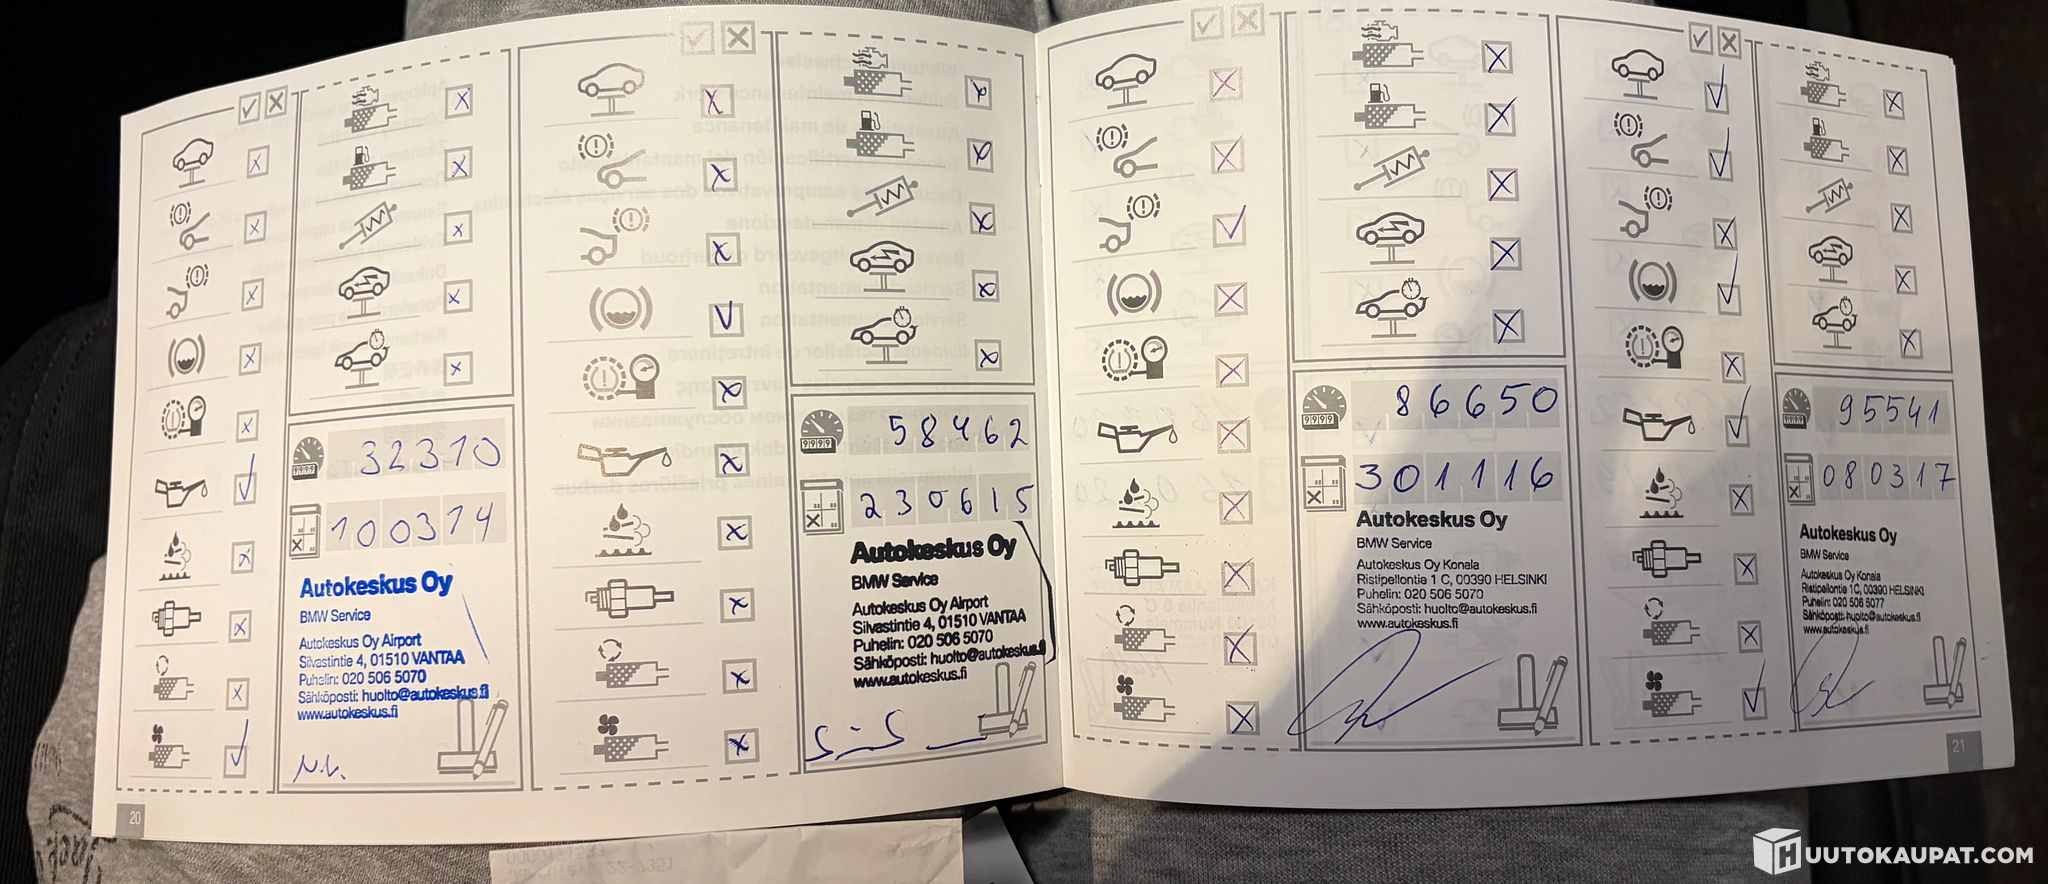 32310
100314
Autokeskus Oy
BMW Service
Autokeskus Oy Airport
Silvastintie 4, 01510 VANTAA
Puhelin: 020 506 5070
Sähköposti: huolto@autokeskus.fi
www.autokeskus.fi
20
58462
230615
Autokeskus Oy
BMW Service
Autokeskus Oy Airport
Silvastintie 4, 01510 VANTAA
Puhelin: 020 506 5070
Sähköposti: huolto@autokeskus.fi
www.autokeskus.fi
86650
301116
Autokeskus Oy
BMW Service
Autokeskus Oy Konala
Ristipellontie 1 C, 00390 HELSINKI
Puhelin: 020 506 5070
Sähköposti: huolto@autokeskus.fi
www.autokeskus.fi
95541
080317
Autokeskus Oy
BMW Service
Autokeskus Oy Konala
Ristipellontie 1C, 00390 HELSINKI
Puhelin: 020 506 5077
Sähköposti: huolto@autokeskus.fi
www.autokeskus.fi
21
HUUTOKAUPAT.COM